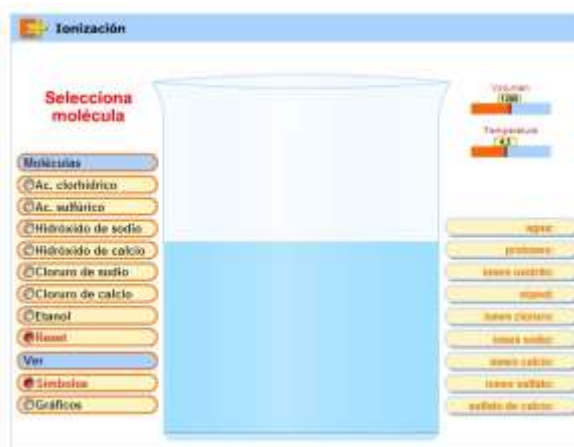 Ionización
Selecciona
molécula
Moléculas
Ac. clorhídrico
Ac. sulfúrico
Hidróxido de sodio
Hidróxido de calcio
Cloruro de sodio
Cloruro de calcio
Etanol
Reset
Ver
Símbolos
Gráficos
Volumen
Temperatura
agua:
protones:
etanol:
iones cloruro:
iones sodio:
iones calcio:
iones sulfato:
sulfato de calcio: